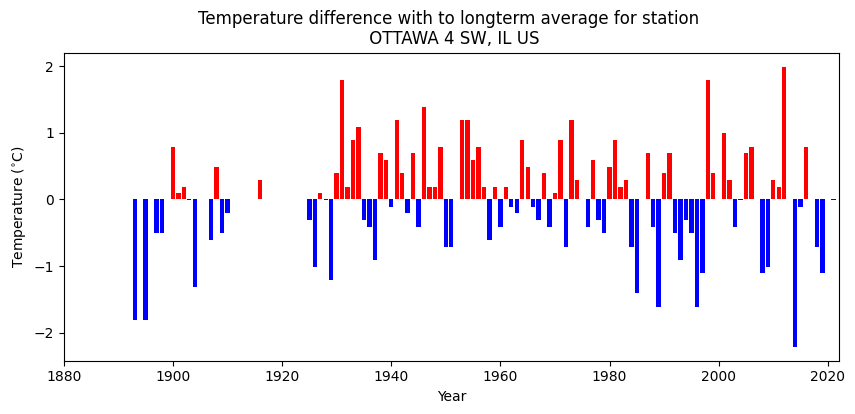 Temperature difference with to longterm average for station
OTTAWA 4 SW, IL US
Temperature (°C)
2
1
0
−1
−2
1880 1900 1920 1940 1960 1980 2000 2020
Year